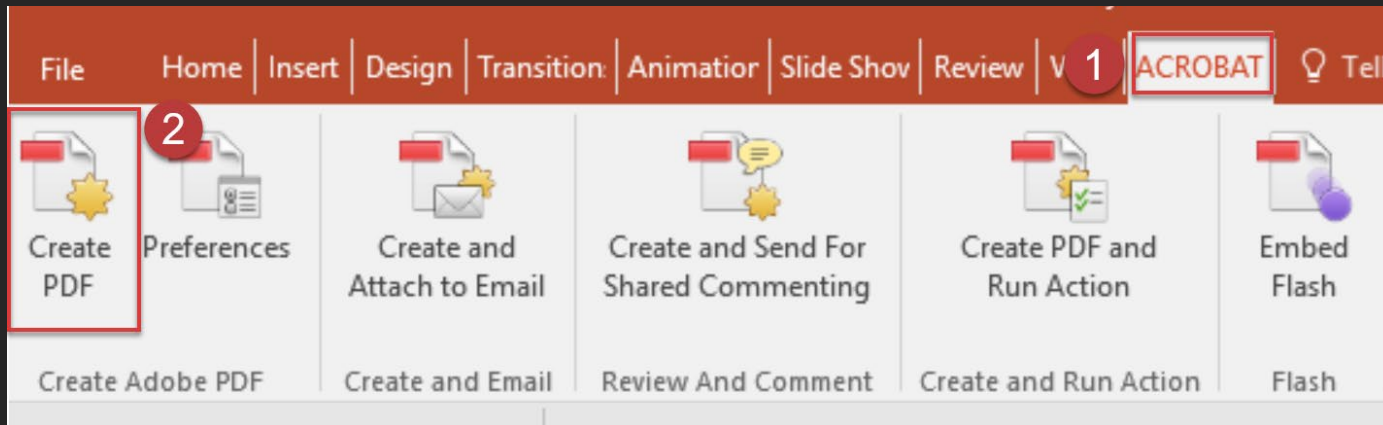 File Home Insert Design Transition Animation Slide Shov Review V 1 ACROBAT Tell
2
Create Preferences Create and Create and Send For Create PDF and Embed
PDF Attach to Email Shared Commenting Run Action Flash
Create Adobe PDF Create and Email Review And Comment Create and Run Action Flash